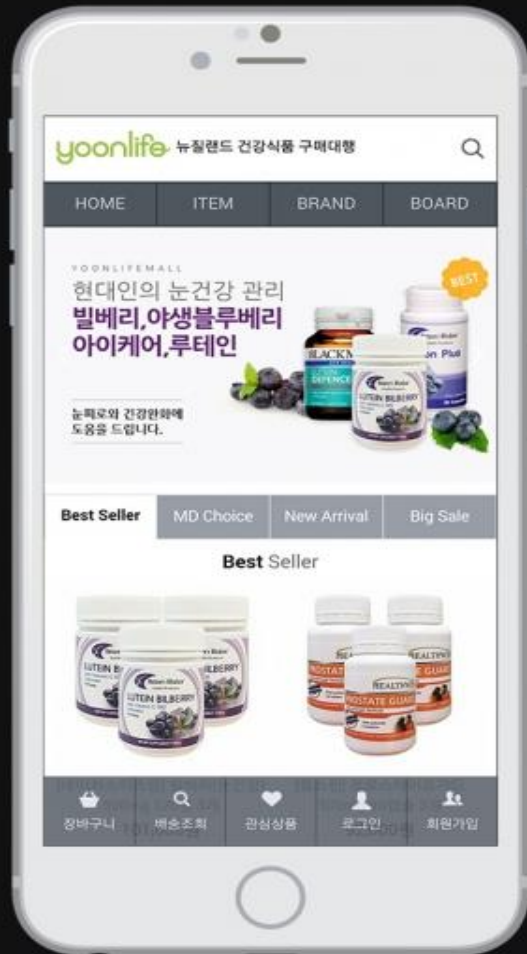 yoonlife 뉴질랜드 건강식품 구매대행
HOME ITEM BRAND BOARD
YOONLIFEMALL
현대인의 눈건강 관리
빌베리,야생블루베리
아이케어,루테인
BEST
눈피로와 건강완화에
도움을 드립니다.
LUTEIN BILBERRY
Best Seller MD Choice New Arrival Big Sale
Best Seller
LUTEIN BILBERRY
PROSTATE GUARD
장바구니 배송조회 관심상품 로그인 회원가입